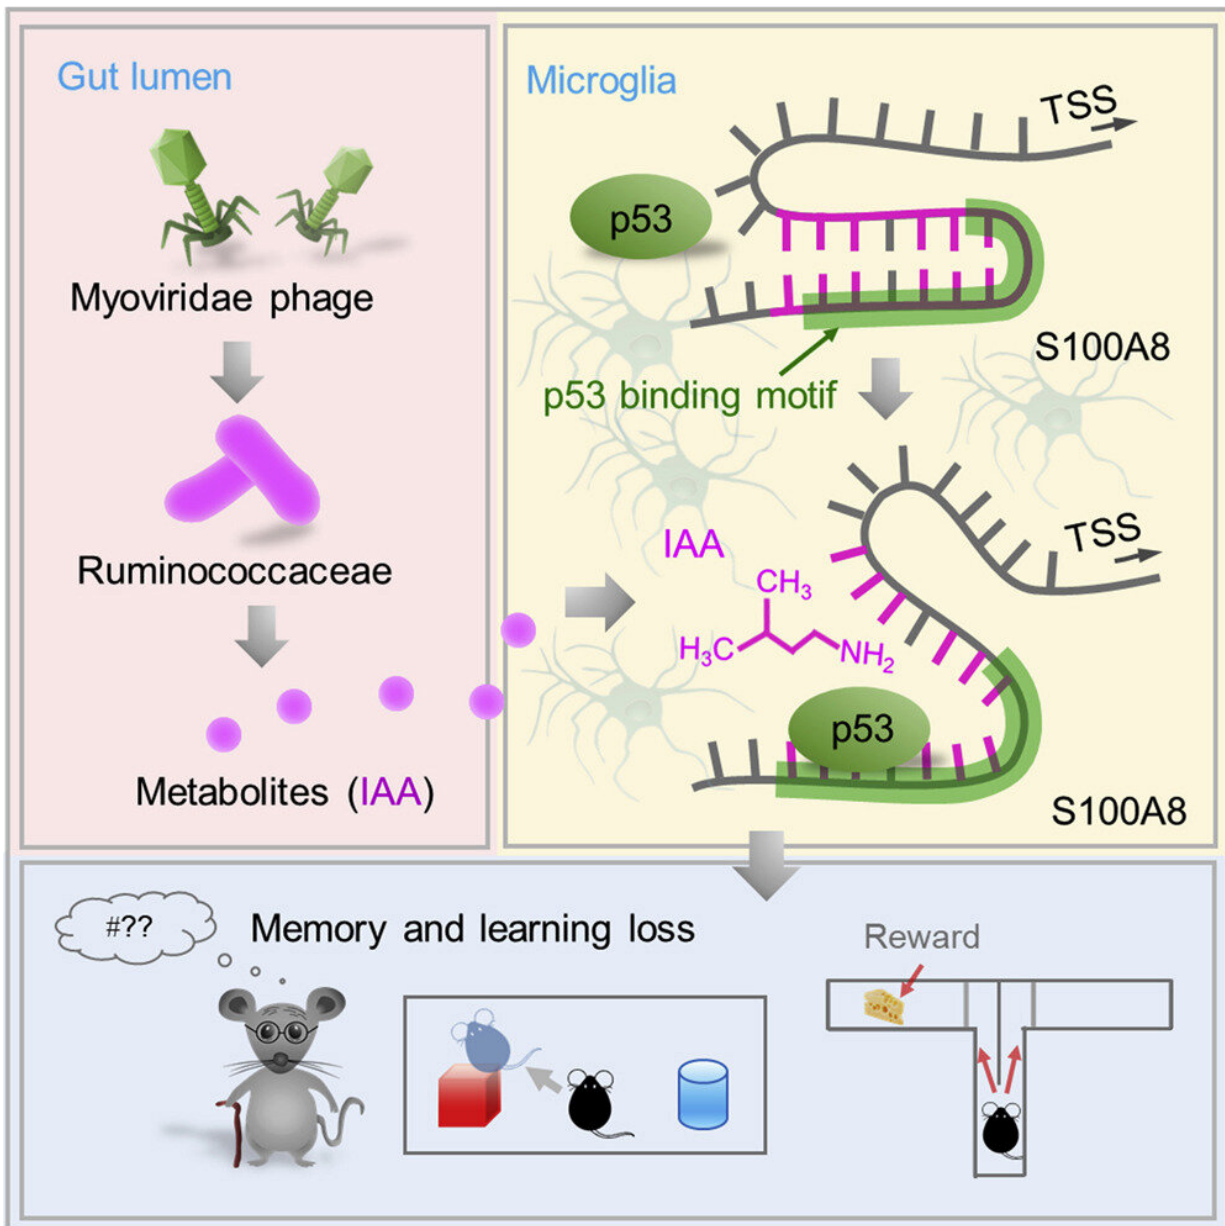 Gut lumen
Myoviridae phage
Ruminococcaceae
Metabolites (IAA)
Microglia
TSS
p53
S100A8
p53 binding motif
IAA
CH₃
H₃C
NH₂
TSS
p53
S100A8
#??
Memory and learning loss
Reward